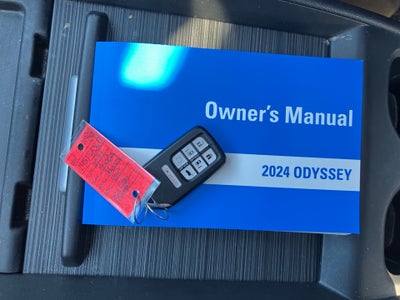 Owner's Manual
2024 ODYSSEY